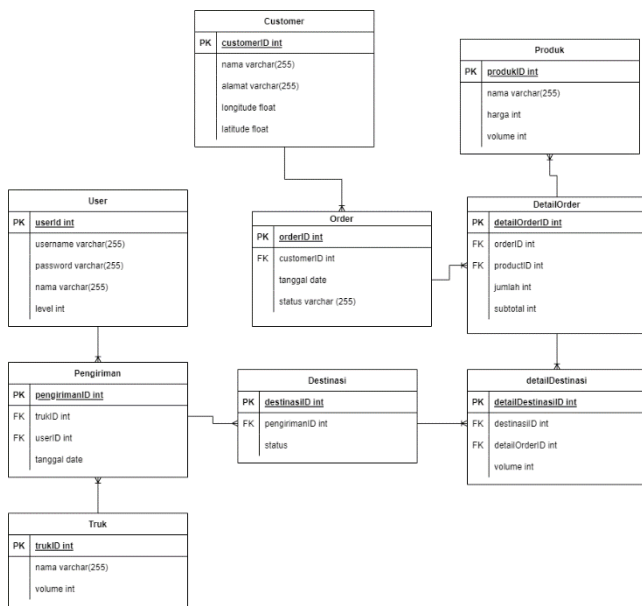 Customer
PK customerID int
nama varchar(255)
alamat varchar(255)
longitude float
latitude float
Produk
PK produkID int
nama varchar(255)
harga int
volume int
User
PK userId int
username varchar(255)
password varchar(255)
nama varchar(255)
level int
Order
PK orderID int
FK customerID int
tanggal date
status varchar (255)
DetailOrder
PK detailOrderID int
FK orderID int
FK productID int
jumlah int
subtotal int
Pengiriman
PK pengirimanID int
FK trukID int
FK userID int
tanggal date
Destinasi
PK destinasiID int
FK pengirimanID int
status
detailDestinasi
PK detailDestinasiID int
FK destinasiID int
FK detailOrderID int
volume int
Truk
PK trukID int
nama varchar(255)
volume int